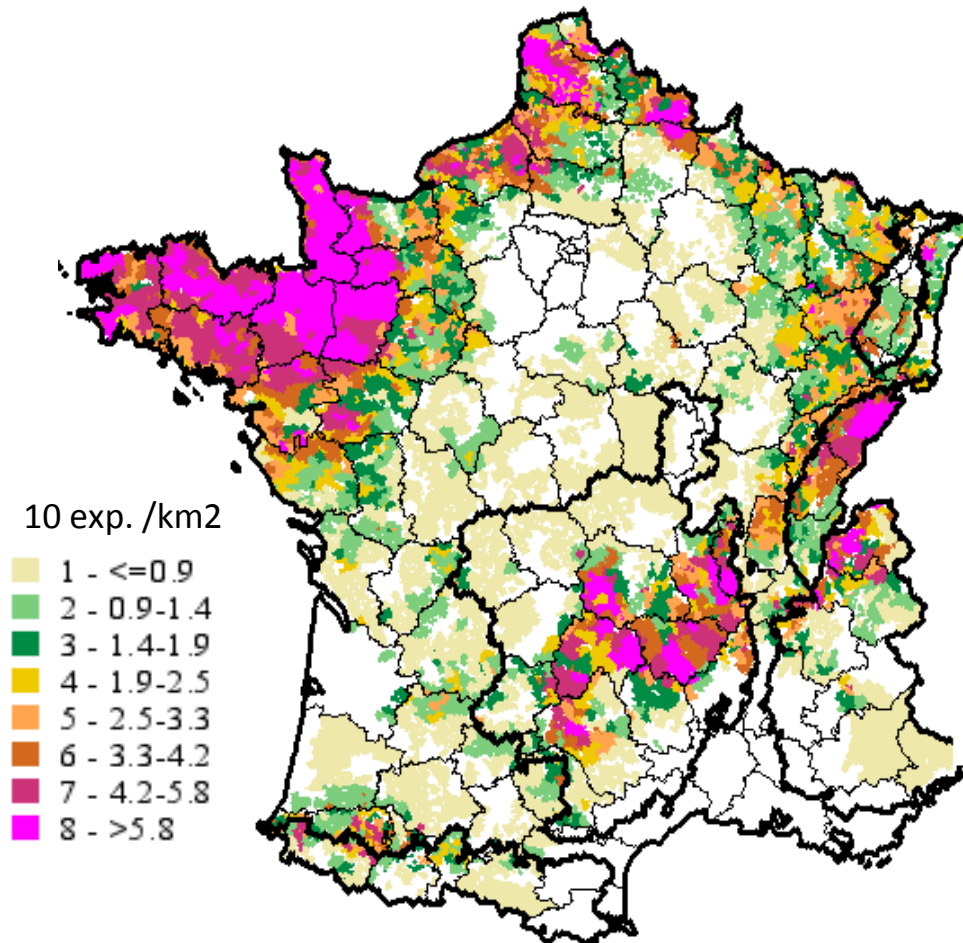 10 exp. /km2
1 - <=0.9
2 - 0.9-1.4
3 - 1.4-1.9
4 - 1.9-2.5
5 - 2.5-3.3
6 - 3.3-4.2
7 - 4.2-5.8
8 - >5.8